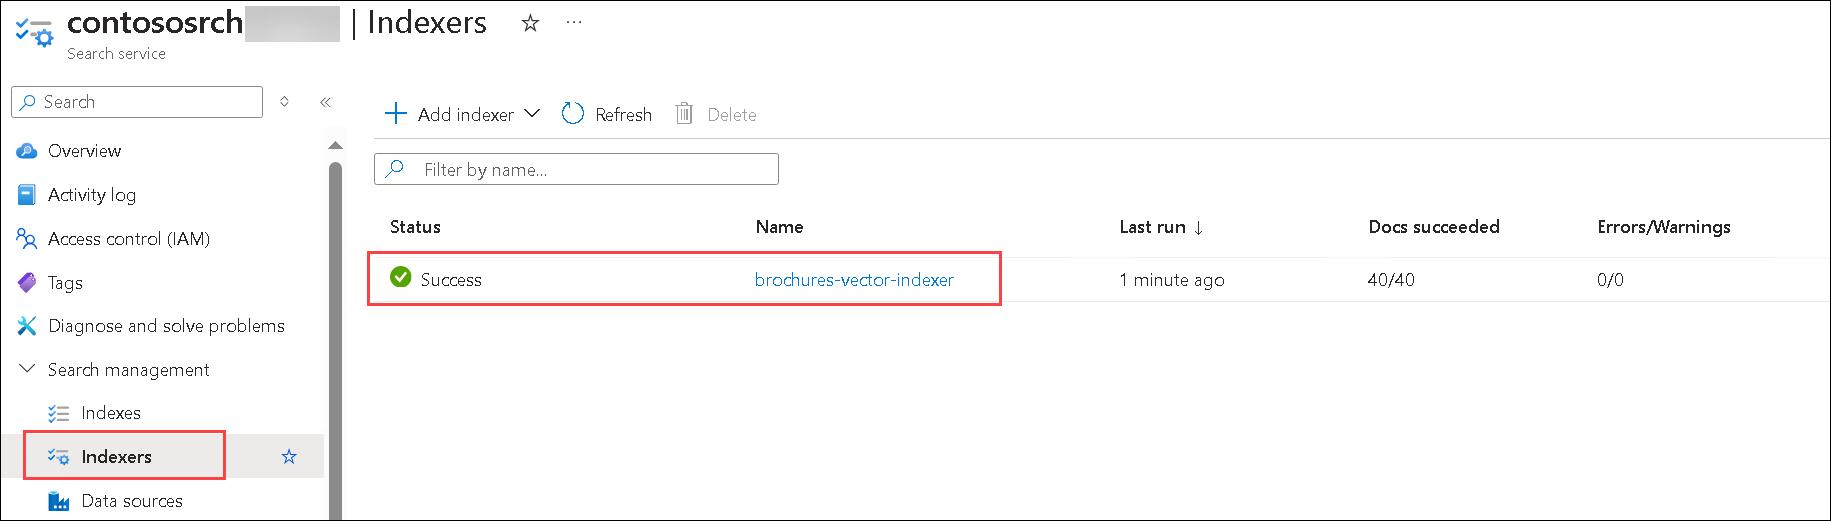 contososrch | Indexers ...
Search service
Search
Overview
Activity log
Access control (IAM)
Tags
Diagnose and solve problems
Search management
Indexes
Indexers
Data sources
Add indexer Refresh Delete
Filter by name...
Status Name Last run ↓ Docs succeeded Errors/Warnings
Success brochures-vector-indexer 1 minute ago 40/40 0/0